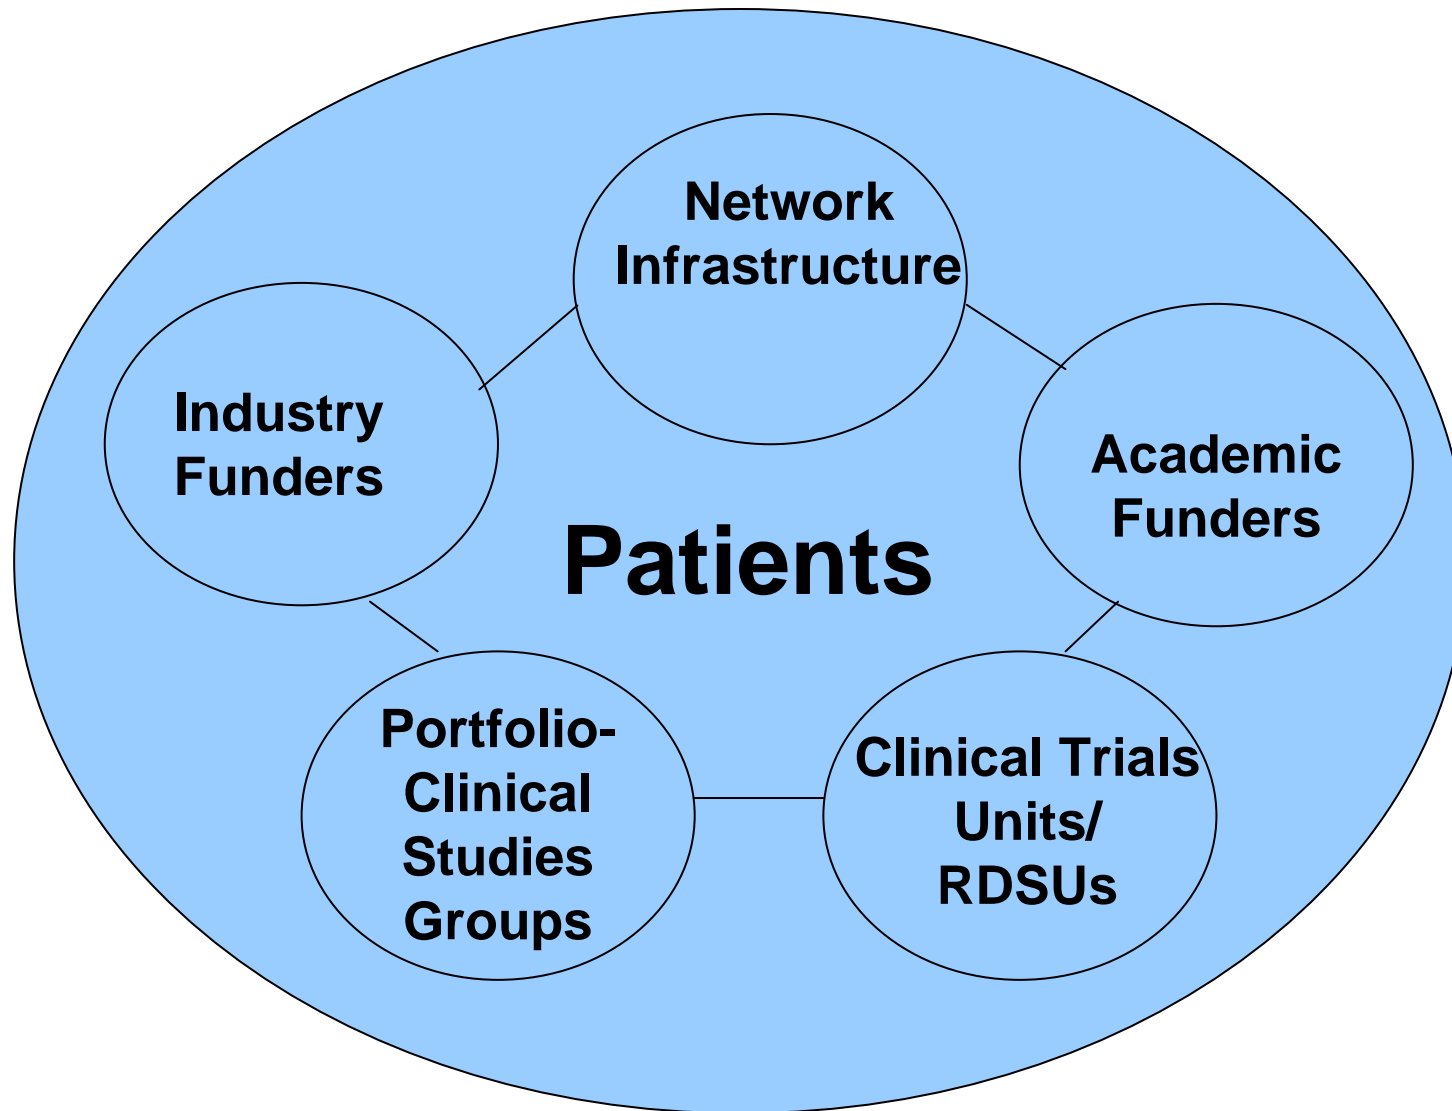 Network
Infrastructure
Industry
Funders
Academic
Funders
Patients
Portfolio-
Clinical
Studies
Groups
Clinical Trials
Units/
RDSUs